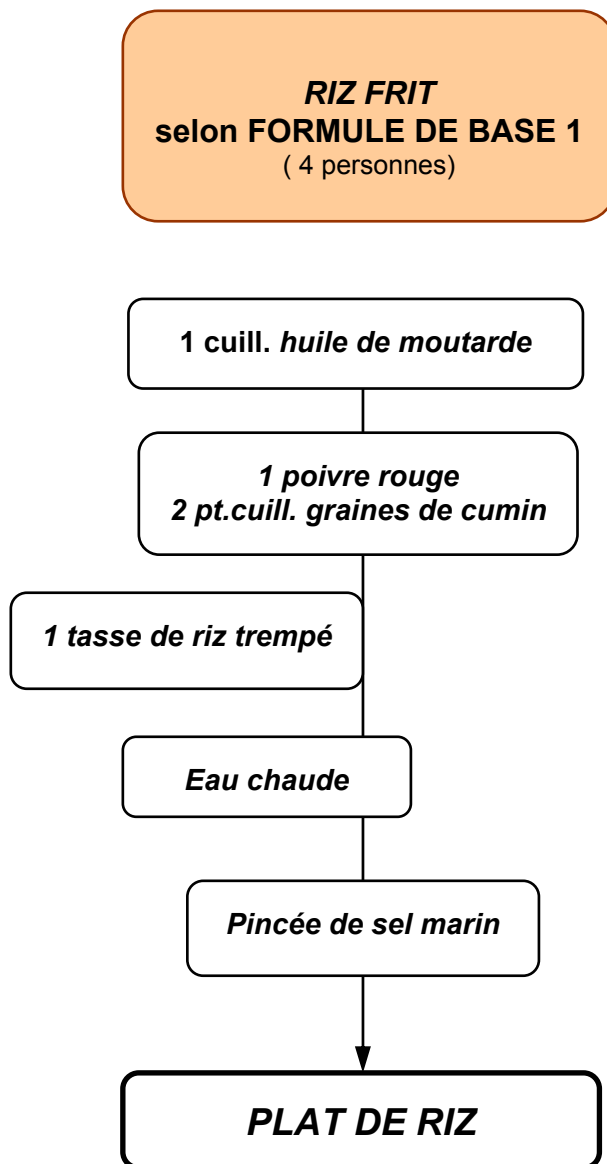 RIZ FRIT
selon FORMULE DE BASE 1
( 4 personnes)
1 cuill. huile de moutarde
1 poivre rouge
2 pt.cuill. graines de cumin
1 tasse de riz trempé
Eau chaude
Pincée de sel marin
PLAT DE RIZ